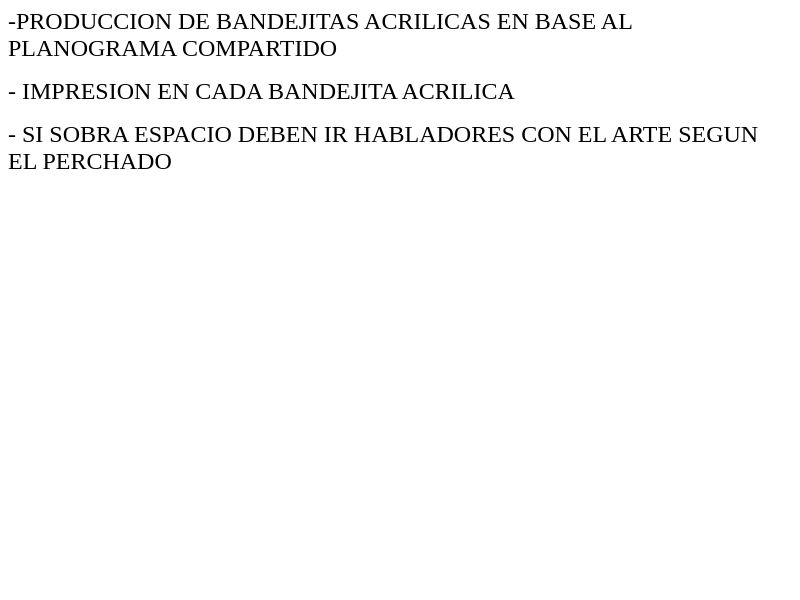 -PRODUCCION DE BANDEJITAS ACRILICAS EN BASE AL
PLANOGRAMA COMPARTIDO
- IMPRESION EN CADA BANDEJITA ACRILICA
- SI SOBRA ESPACIO DEBEN IR HABLADORES CON EL ARTE SEGUN
EL PERCHADO